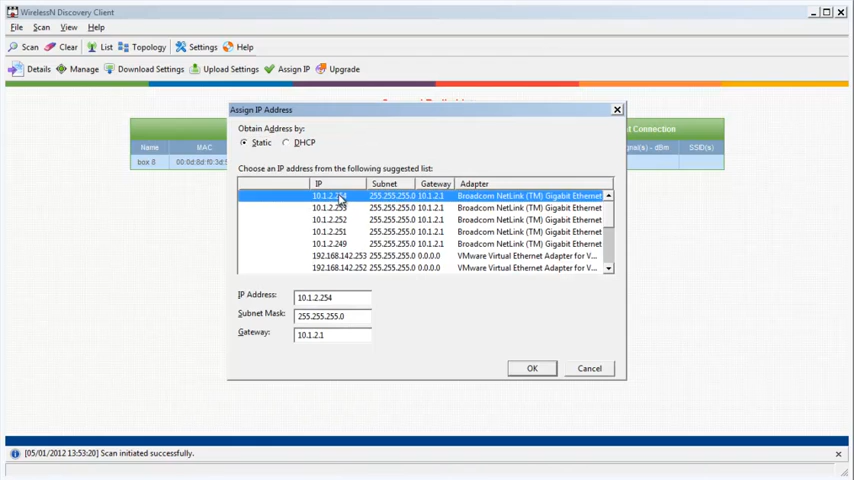 WirelessN Discovery Client
File Scan View Help
Scan Clear List Topology Settings Help
Details Manage Download Settings Upload Settings Assign IP Upgrade
Assign IP Address
Obtain Address by:
Static DHCP
Connection
Name MAC SSID(s)
box 8
Choose an IP address from the following suggested list:
IP Subnet Gateway Adapter
10.1.2.254 255.255.255.0 10.1.2.1 Broadcom NetLink (TM) Gigabit Ethernet
10.1.2.253 255.255.255.0 10.1.2.1 Broadcom NetLink (TM) Gigabit Ethernet
10.1.2.252 255.255.255.0 10.1.2.1 Broadcom NetLink (TM) Gigabit Ethernet
10.1.2.251 255.255.255.0 10.1.2.1 Broadcom NetLink (TM) Gigabit Ethernet
10.1.2.249 255.255.255.0 10.1.2.1 Broadcom NetLink (TM) Gigabit Ethernet
192.168.142.253 255.255.255.0 0.0.0.0 VMware Virtual Ethernet Adapter for V...
192.168.142.252 255.255.255.0 0.0.0.0 VMware Virtual Ethernet Adapter for V...
IP Address: 10.1.2.254
Subnet Mask: 255.255.255.0
Gateway: 10.1.2.1
OK Cancel
[05/01/2012 13:53:20] Scan initiated successfully.